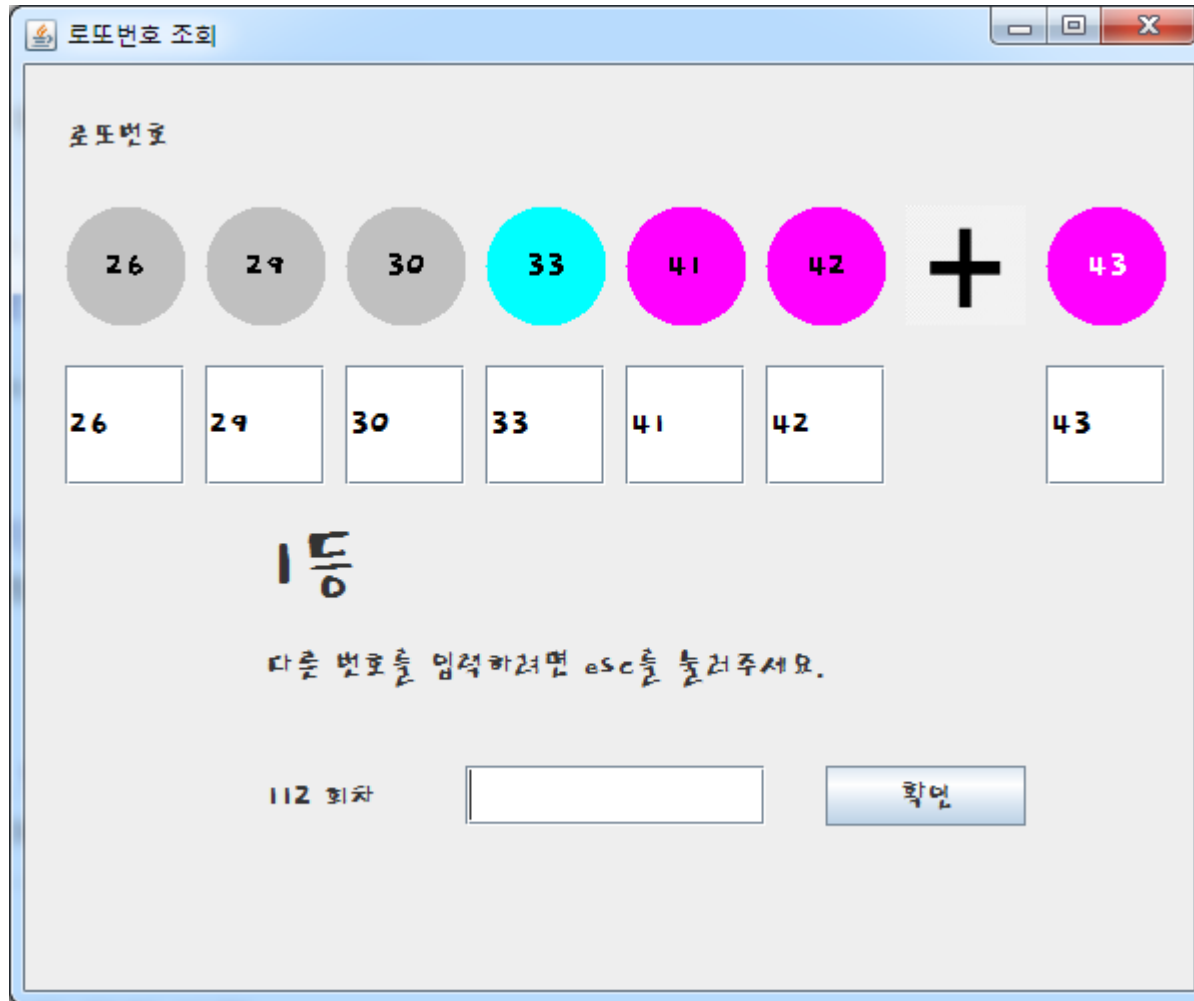 로또번호 조회
로또번호
26 29 30 33 41 42 + 43
26 29 30 33 41 42 43
1등
다른 번호를 입력하려면 esc를 눌러주세요.
112 회차 확인